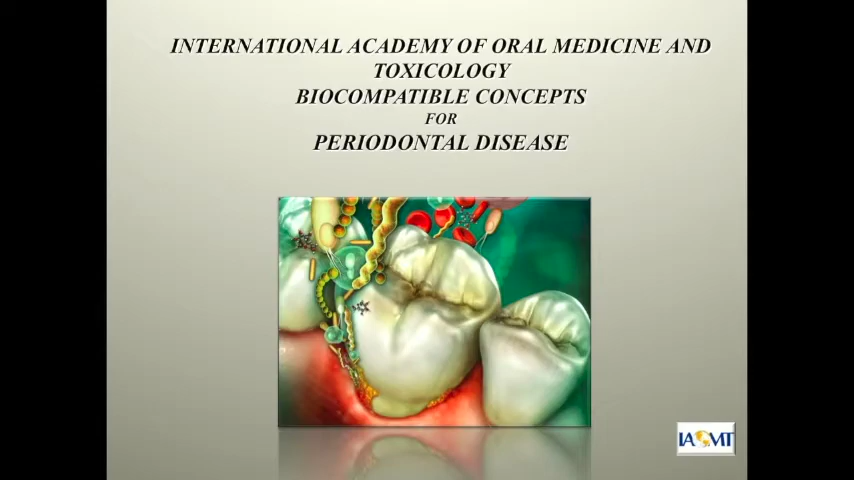 INTERNATIONAL ACADEMY OF ORAL MEDICINE AND
TOXICOLOGY
BIOCOMPATIBLE CONCEPTS
FOR
PERIODONTAL DISEASE
IAOMT